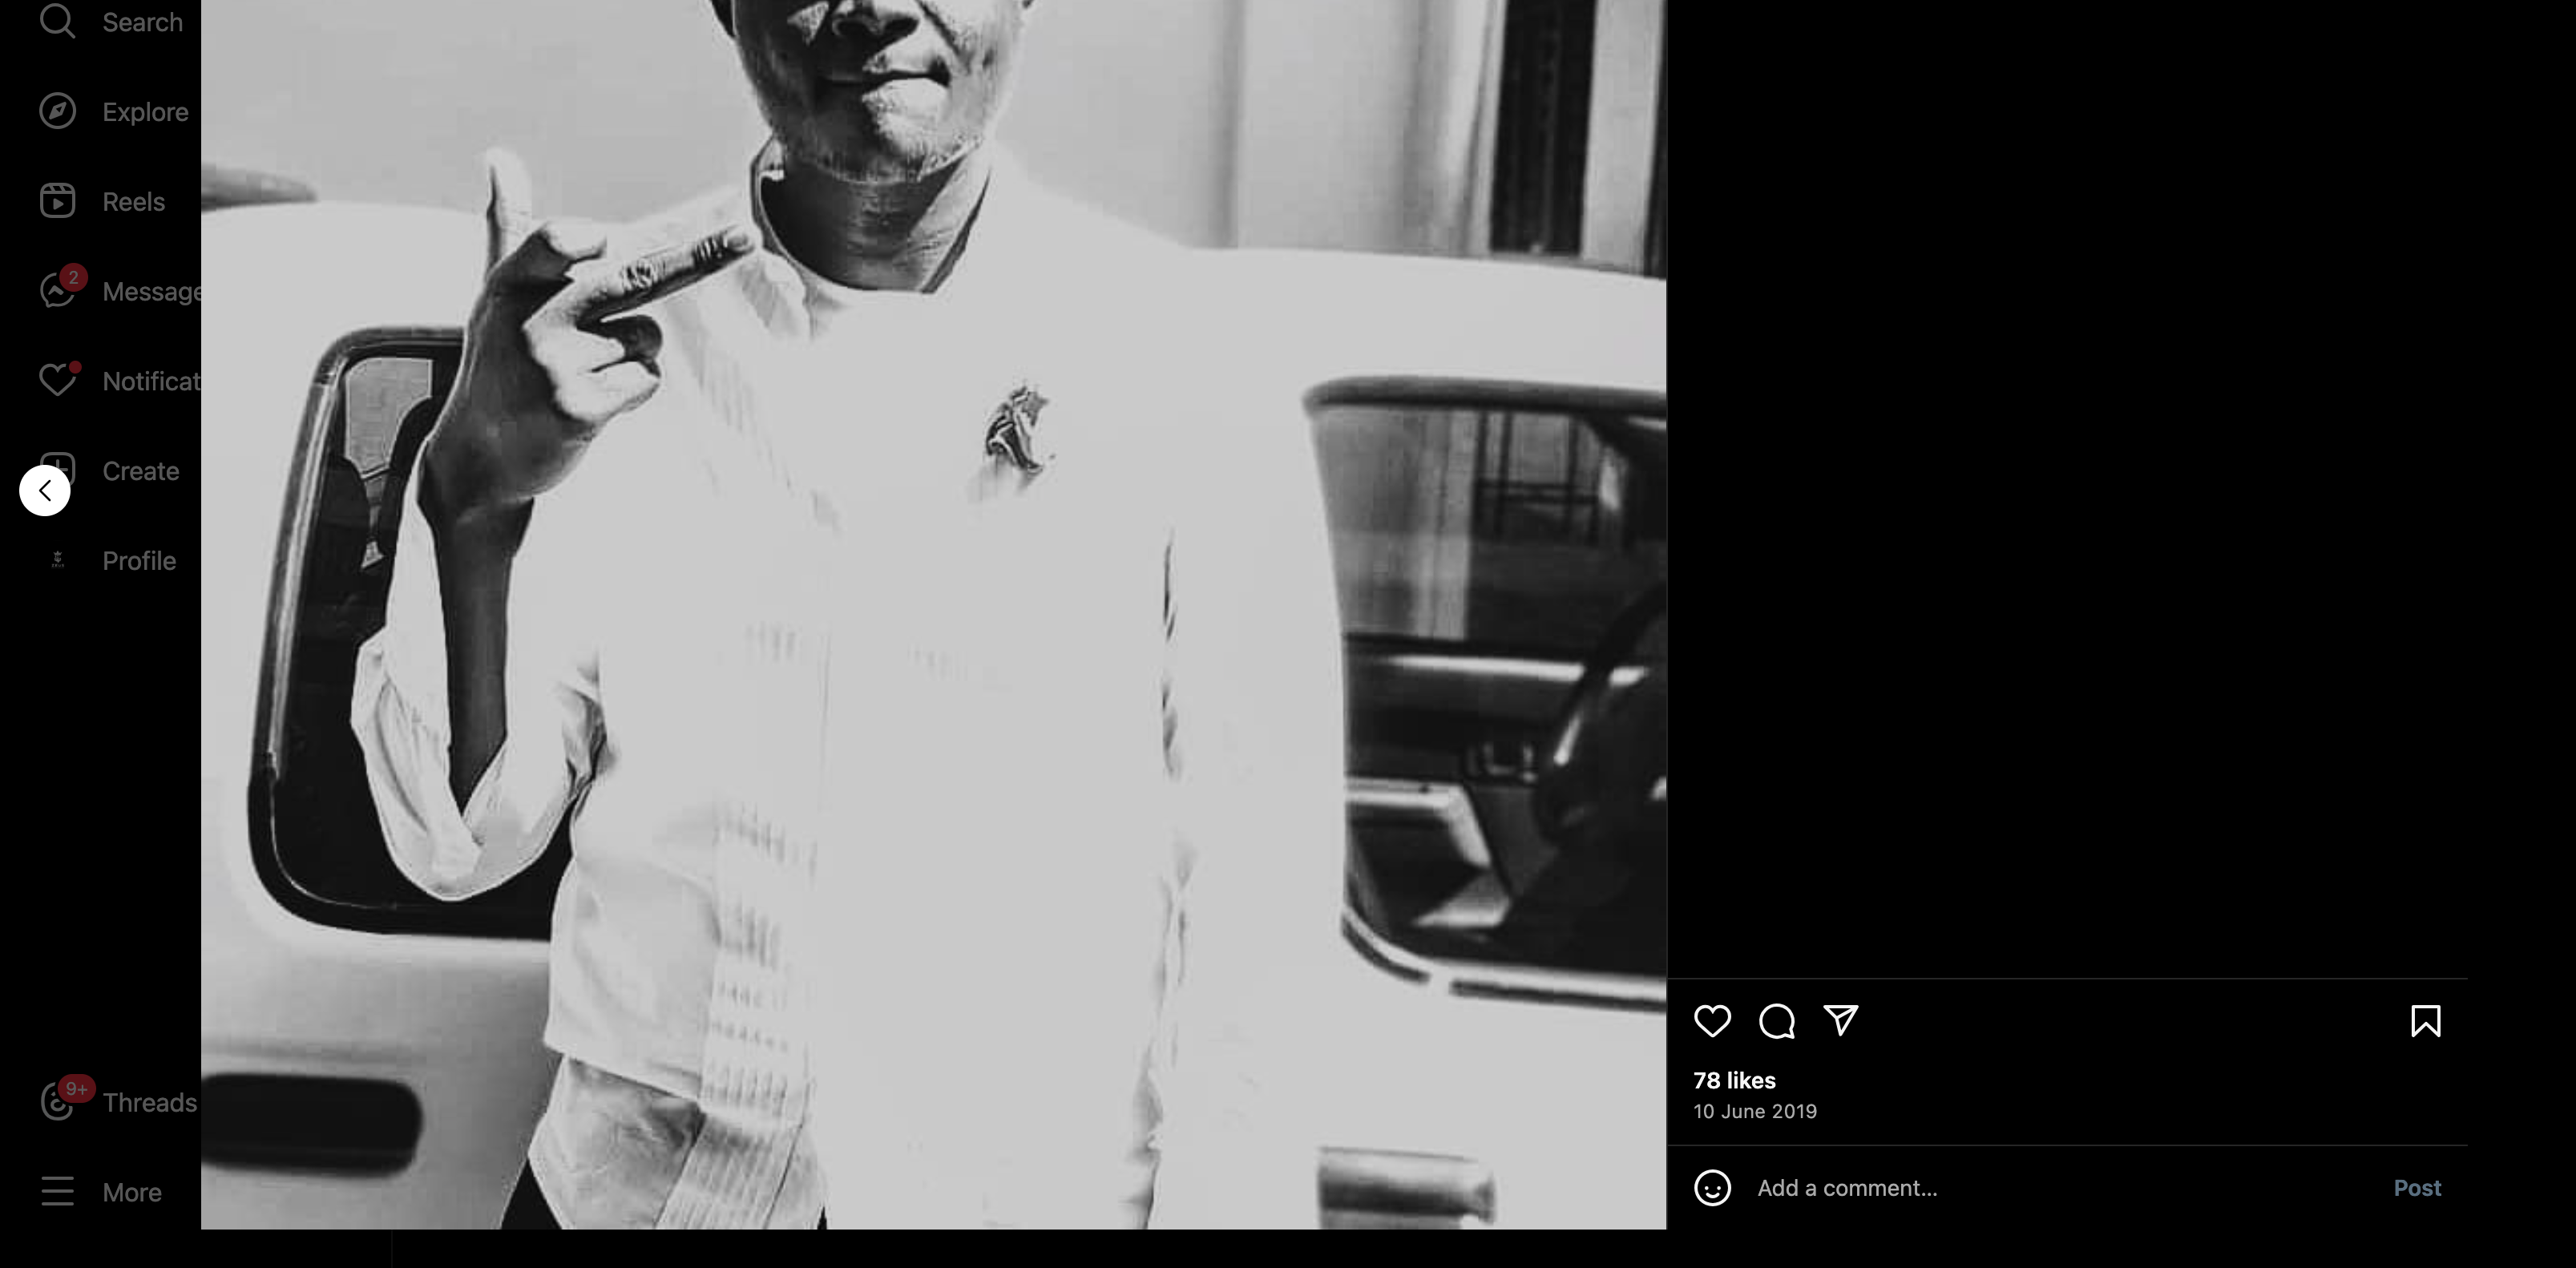 Search
Explore
Reels
2
Message
Notificat
Create
Profile
9+
Threads
More
78 likes
10 June 2019
Add a comment...
Post